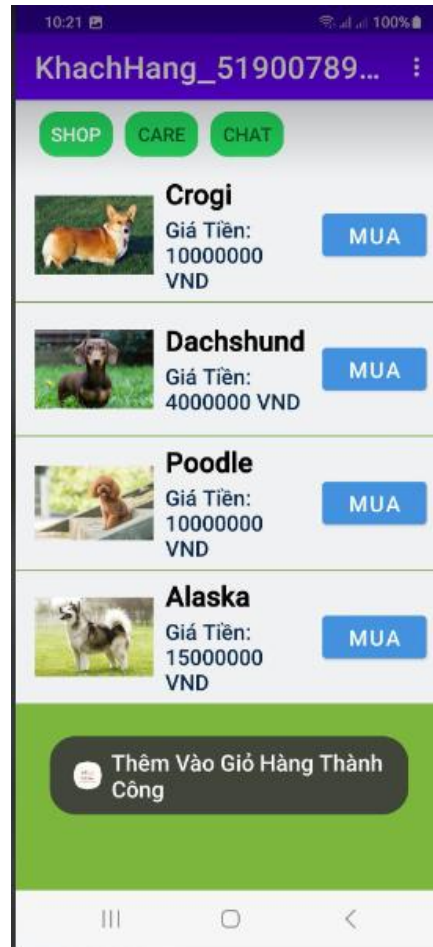 10:21 100%
KhachHang_51900789...
SHOP CARE CHAT
Crogi
Giá Tiền:
10000000
VND
MUA
Dachshund
Giá Tiền:
4000000 VND
MUA
Poodle
Giá Tiền:
10000000
VND
MUA
Alaska
Giá Tiền:
15000000
VND
MUA
Thêm Vào Giỏ Hàng Thành
Công